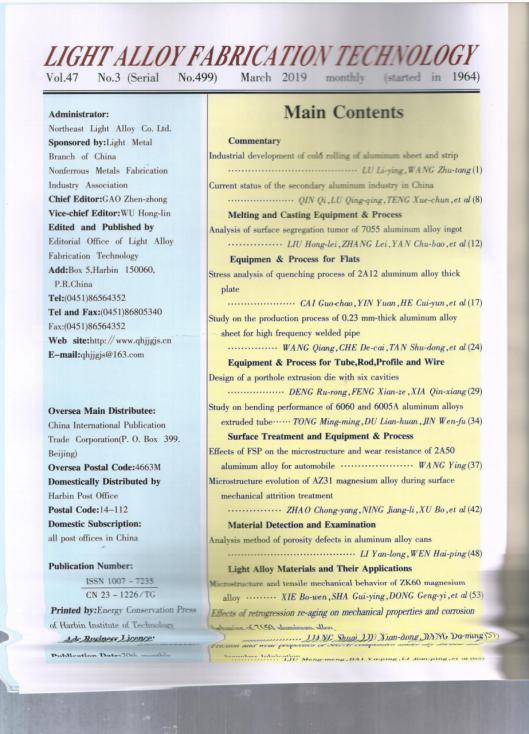 LIGHT ALLOY FABRICATION TECHNOLOGY
Vol.47 No.3 (Serial No.499) March 2019 monthly (started in 1964)
Administrator:
Northeast Light Alloy Co. Ltd.
Sponsored by:Light Metal
Branch of China
Nonferrous Metals Fabrication
Industry Association
Chief Editor:GAO Zhen-zhong
Vice-chief Editor:WU Hong-lin
Edited and Published by
Editorial Office of Light Alloy
Fabrication Technology
Add:Box 5,Harbin 150060,
P.R.China
Tel:(0451)86564352
Tel and Fax:(0451)86805340
Fax:(0451)86564352
Web site:http://www.qhjjgjs.cn
E-mail:qhjjgjs@163.com
Oversea Main Distributee:
China International Publication
Trade Corporation(P. O. Box 399.
Beijing)
Oversea Postal Code:4663M
Domestically Distributed by
Harbin Post Office
Postal Code:14-112
Domestic Subscription:
all post offices in China
Publication Number:
ISSN 1007 - 7235
CN 23 - 1226/TG
Printed by:Energy Conservation Press
of Harbin Institute of Technology
Ads Business Licence:
Publication Date:20th monthly
Main Contents
Commentary
Industrial development of cold rolling of aluminum sheet and strip
················ LU Li-ying,WANG Zhu-tang(1)
Current status of the secondary aluminum industry in China
················ QIN Qi,LU Qing-qing,TENG Xue-chun,et al(8)
Melting and Casting Equipment & Process
Analysis of surface segregation tumor of 7055 aluminum alloy ingot
················ LIU Hong-lei,ZHANG Lei,YAN Chu-bao,et al(12)
Equipmen & Process for Flats
Stress analysis of quenching process of 2A12 aluminum alloy thick
plate
················ CAI Guo-chao,YIN Yuan,HE Cui-yun,et al(17)
Study on the production process of 0.23 mm-thick aluminum alloy
sheet for high frequency welded pipe
················ WANG Qiang,CHE De-cai,TAN Shu-dong,et al(24)
Equipment & Process for Tube,Rod,Profile and Wire
Design of a porthole extrusion die with six cavities
················ DENG Ru-rong,FENG Xian-ze,XIA Qin-xiang(29)
Study on bending performance of 6060 and 6005A aluminum alloys
extruded tube······ TONG Ming-ming,DU Lian-huan,JIN Wen-fu(34)
Surface Treatment and Equipment & Process
Effects of FSP on the microstructure and wear resistance of 2A50
aluminum alloy for automobile ················ WANG Ying(37)
Microstructure evolution of AZ31 magnesium alloy during surface
mechanical attrition treatment
················ ZHAO Chong-yang,NING Jiang-li,XU Bo,et al(42)
Material Detection and Examination
Analysis method of porosity defects in aluminum alloy cans
················ LI Yan-long,WEN Hai-ping(48)
Light Alloy Materials and Their Applications
Microstructure and tensile mechanical behavior of ZK60 magnesium
alloy ········· XIE Bo-wen,SHA Gui-ying,DONG Geng-yi,et al(53)
Effects of retrogression re-aging on mechanical properties and corrosion
behavior of 7150 aluminum alloy